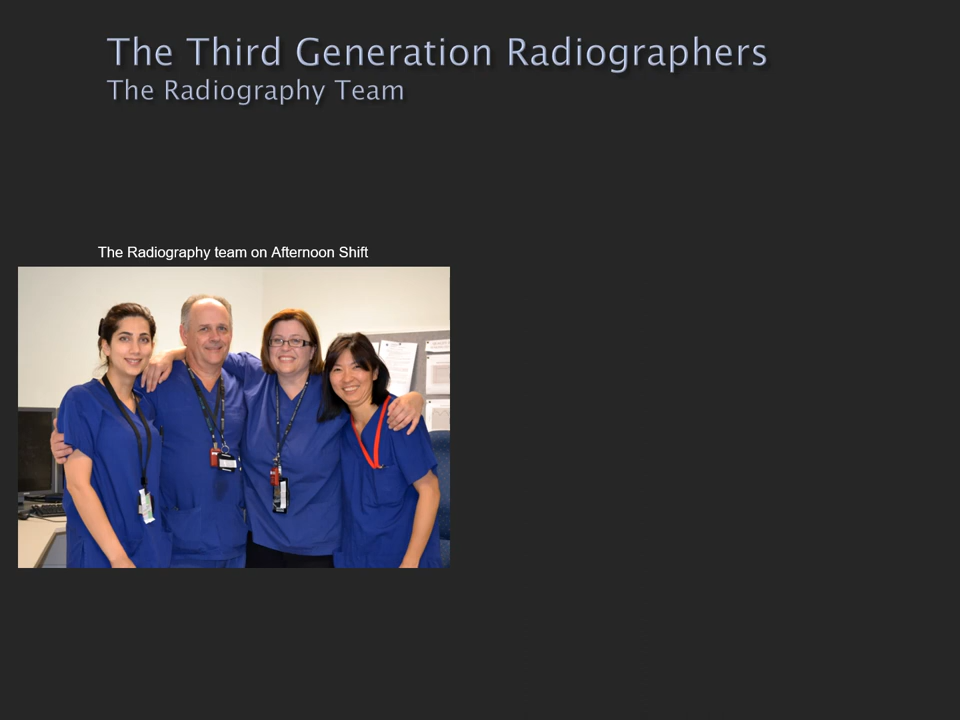 The Third Generation Radiographers
The Radiography Team
The Radiography team on Afternoon Shift